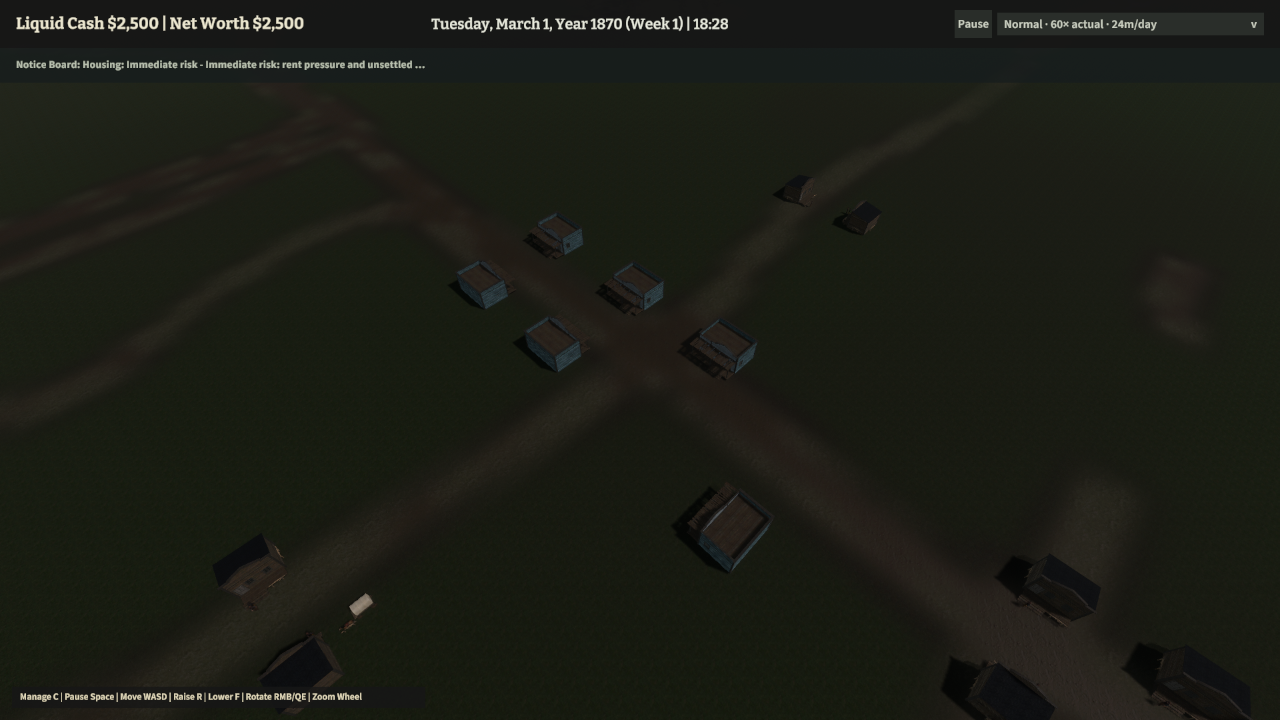 Liquid Cash $2,500 | Net Worth $2,500
Tuesday, March 1, Year 1870 (Week 1) | 18:28
Pause
Normal · 60× actual · 24m/day
v
Notice Board: Housing: Immediate risk - Immediate risk: rent pressure and unsettled ...
Manage C | Pause Space | Move WASD | Raise R | Lower F | Rotate RMB/QE | Zoom Wheel